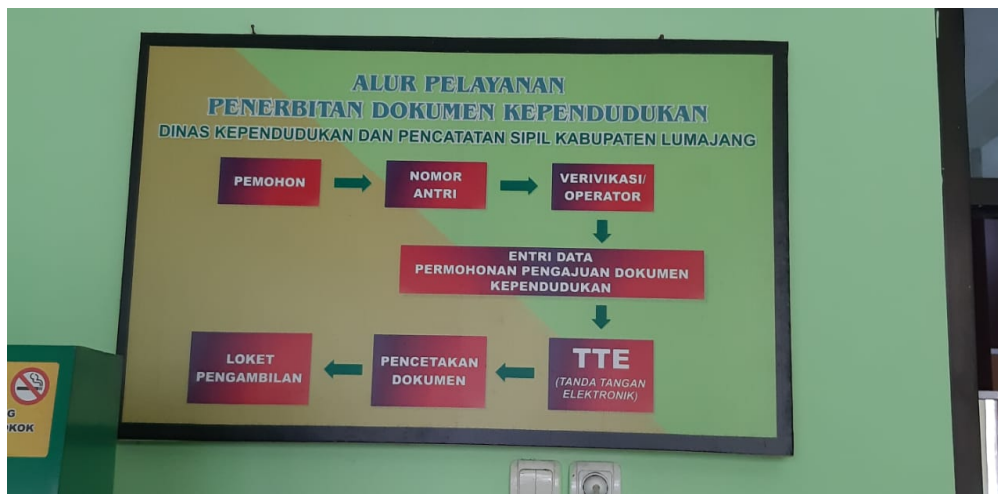 ALUR PELAYANAN
PENERBITAN DOKUMEN KEPENDUDUKAN
DINAS KEPENDUDUKAN DAN PENCATATAN SIPIL KABUPATEN LUMAJANG
PEMOHON
NOMOR
ANTRI
VERIVIKASI/
OPERATOR
ENTRI DATA
PERMOHONAN PENGAJUAN DOKUMEN
KEPENDUDUKAN
TTE
(TANDA TANGAN
ELEKTRONIK)
PENCETAKAN
DOKUMEN
LOKET
PENGAMBILAN